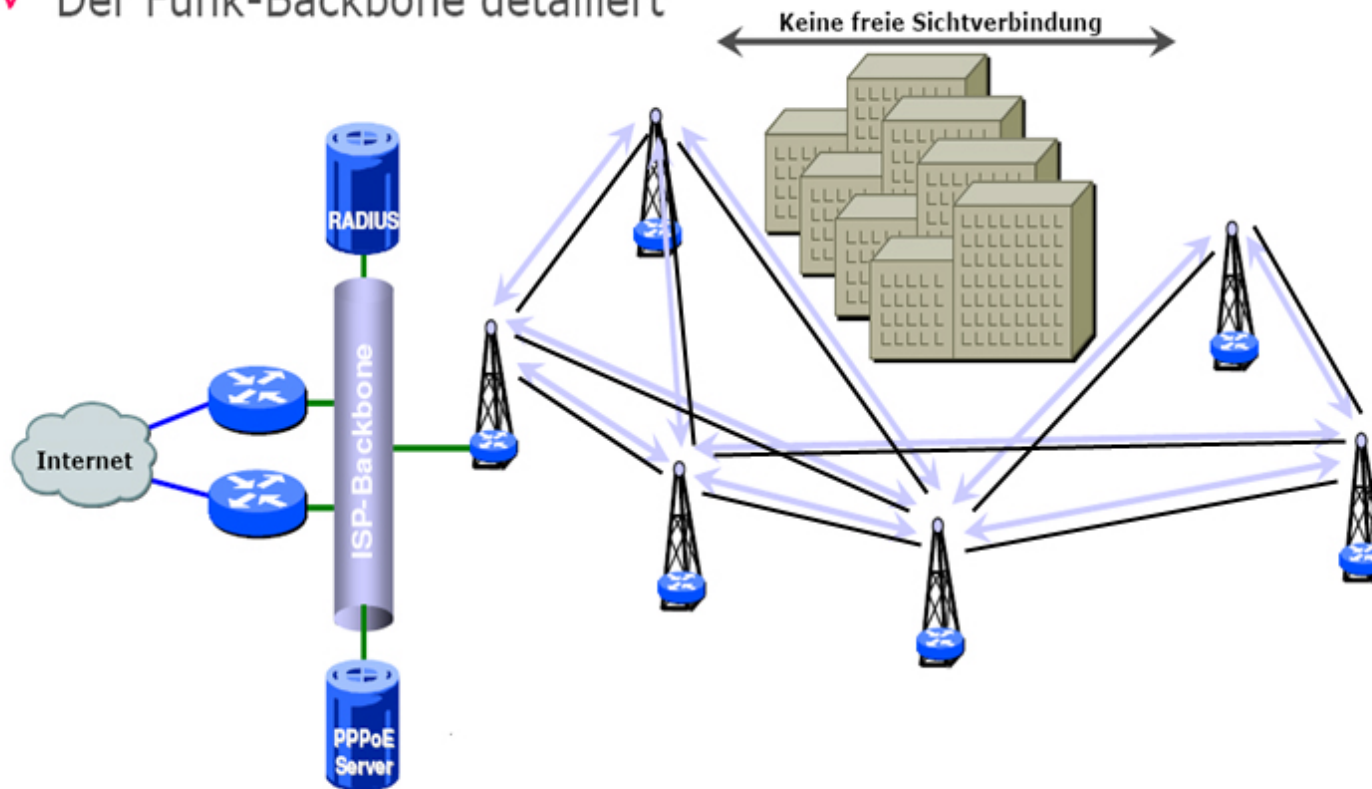 Der Funk-Backbone detailliert
Keine freie Sichtverbindung
RADIUS
ISP-Backbone
Internet
PPPoE
Server